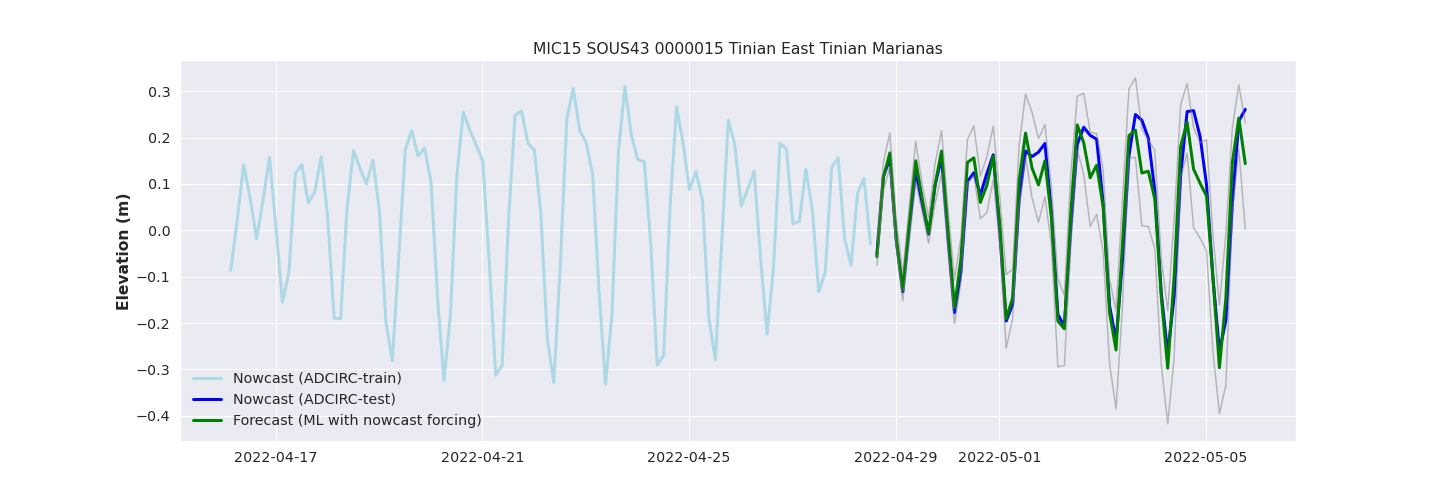 MIC15 SOUS43 0000015 Tinian East Tinian Marianas
Elevation (m)
0.3
0.2
0.1
0.0
−0.1
−0.2
−0.3
−0.4
Nowcast (ADCIRC-train)
Nowcast (ADCIRC-test)
Forecast (ML with nowcast forcing)
2022-04-17 2022-04-21 2022-04-25 2022-04-29 2022-05-01 2022-05-05